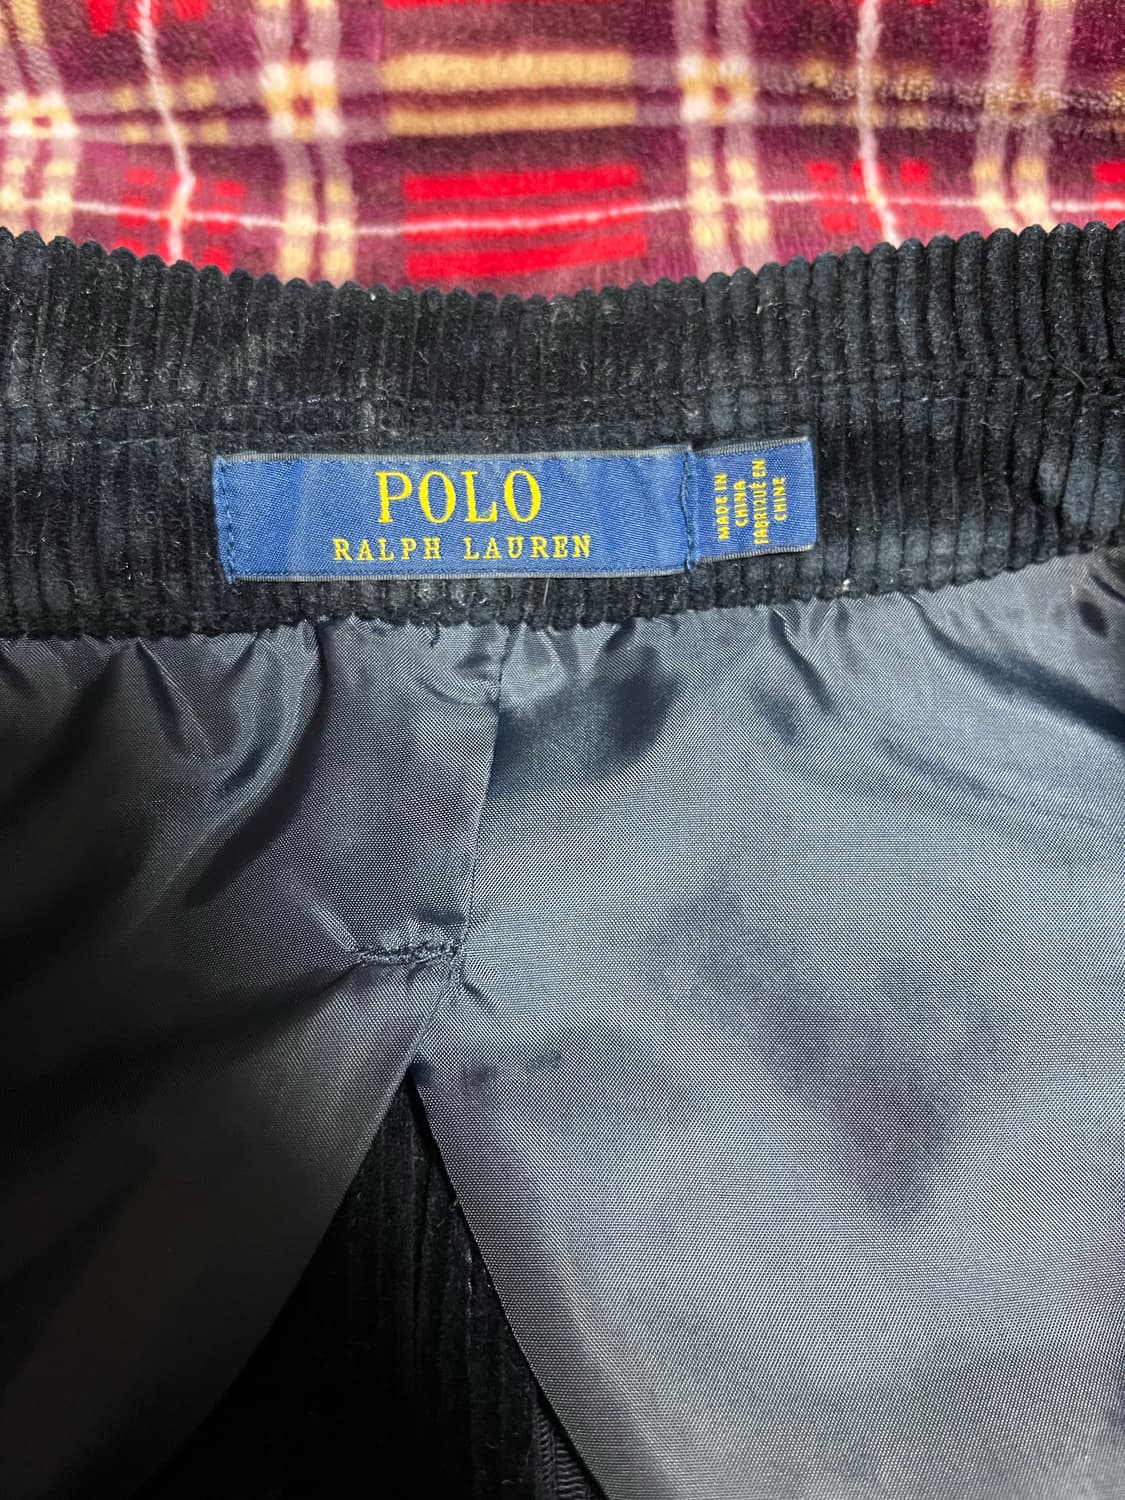 POLO
RALPH LAUREN
MADE IN
CHINA
FABRIQUÉ EN
CHINE